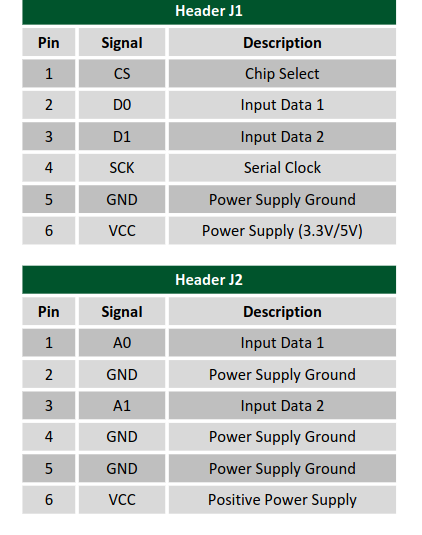 Header J1
Pin Signal Description
1 CS Chip Select
2 D0 Input Data 1
3 D1 Input Data 2
4 SCK Serial Clock
5 GND Power Supply Ground
6 VCC Power Supply (3.3V/5V)
Header J2
Pin Signal Description
1 A0 Input Data 1
2 GND Power Supply Ground
3 A1 Input Data 2
4 GND Power Supply Ground
5 GND Power Supply Ground
6 VCC Positive Power Supply